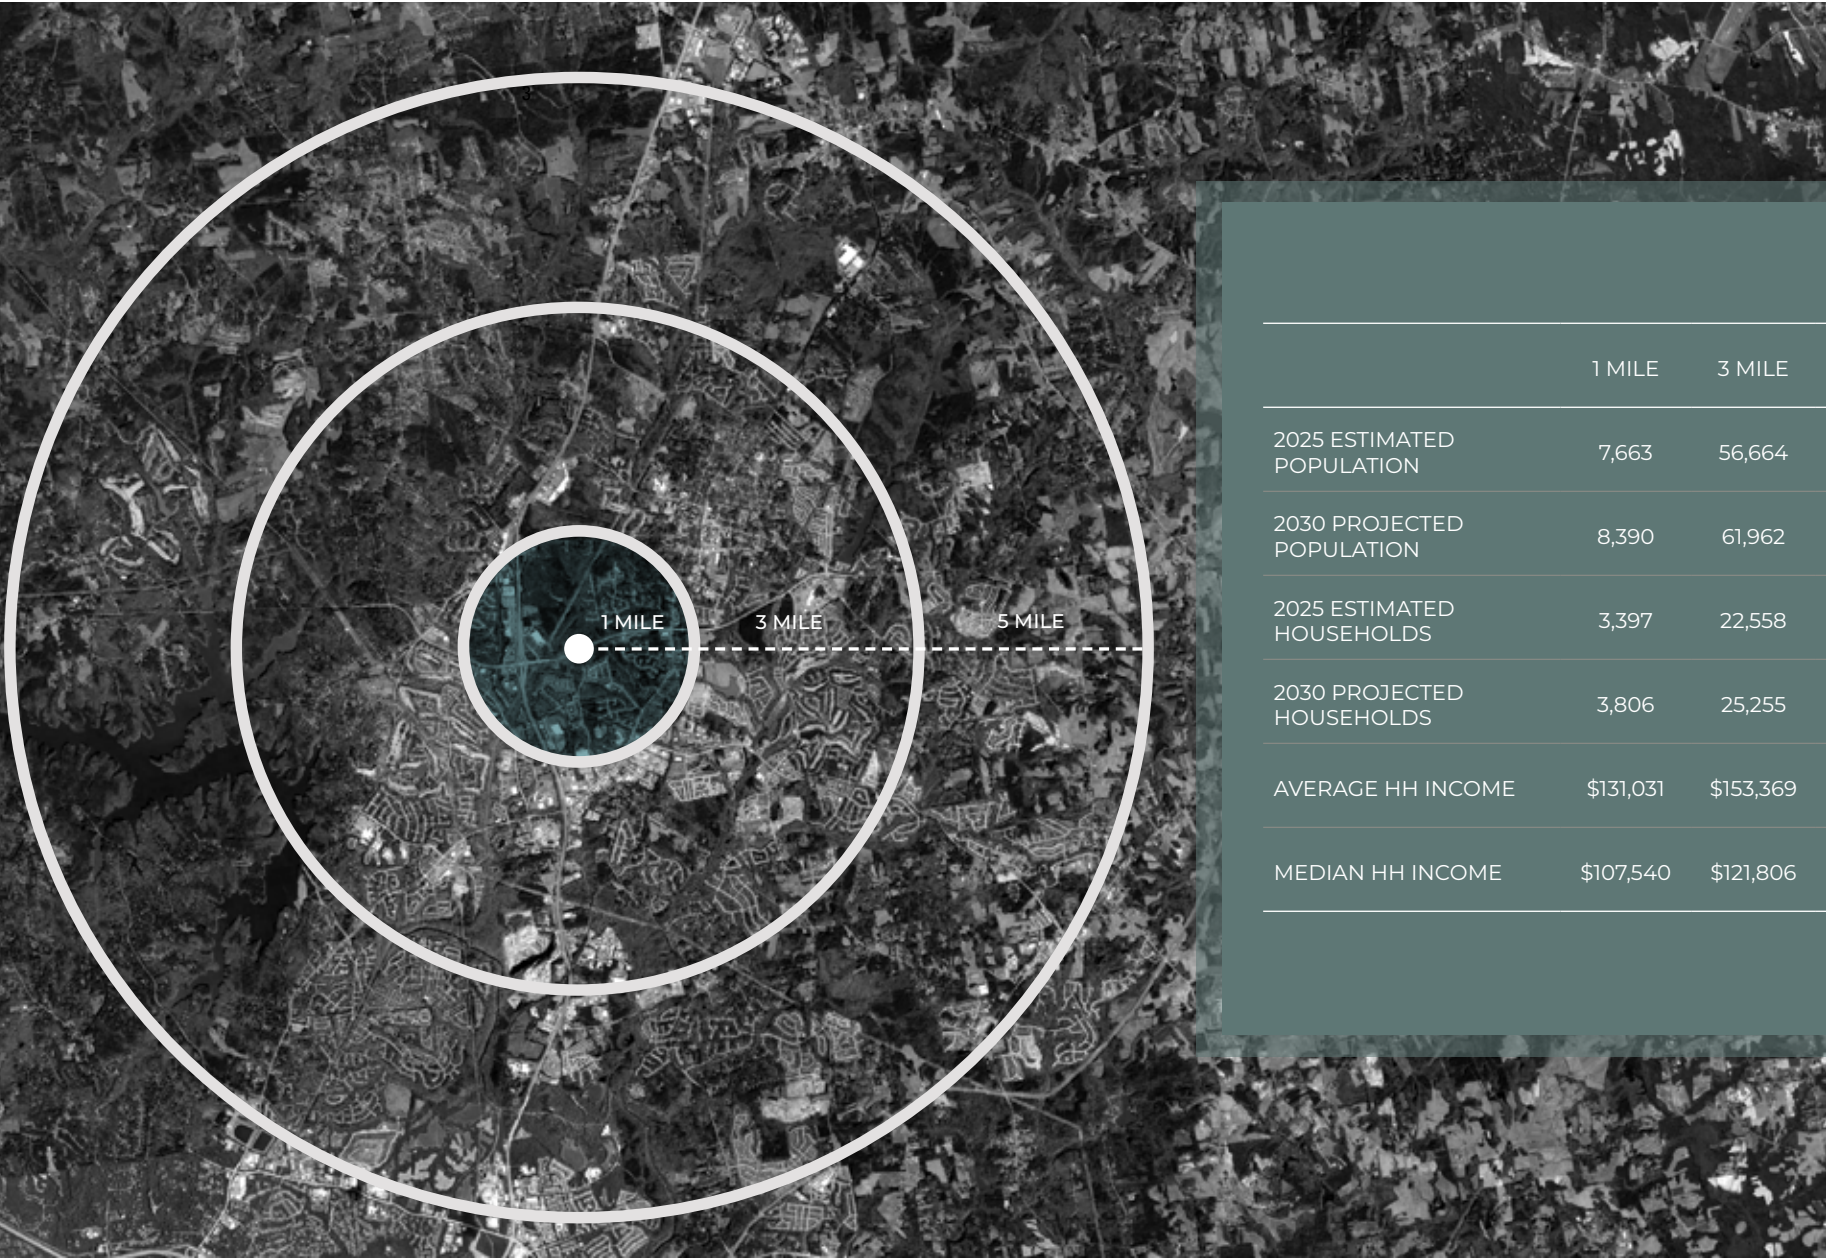 1 MILE
3 MILE
5 MILE
1 MILE 3 MILE
2025 ESTIMATED
POPULATION
7,663 56,664
2030 PROJECTED
POPULATION
8,390 61,962
2025 ESTIMATED
HOUSEHOLDS
3,397 22,558
2030 PROJECTED
HOUSEHOLDS
3,806 25,255
AVERAGE HH INCOME $131,031 $153,369
MEDIAN HH INCOME $107,540 $121,806